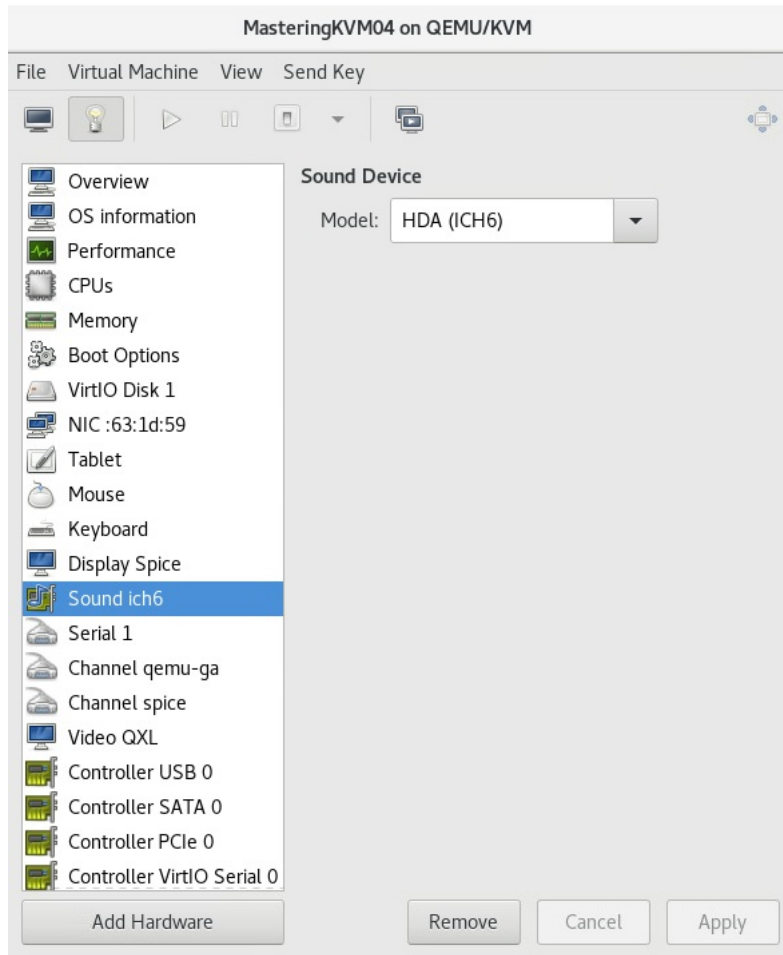 MasteringKVM04 on QEMU/KVM
File Virtual Machine View Send Key
Overview
OS information
Performance
CPUs
Memory
Boot Options
VirtIO Disk 1
NIC :63:1d:59
Tablet
Mouse
Keyboard
Display Spice
Sound ich6
Serial 1
Channel qemu-ga
Channel spice
Video QXL
Controller USB 0
Controller SATA 0
Controller PCIe 0
Controller VirtIO Serial 0
Add Hardware
Sound Device
Model: HDA (ICH6)
Remove Cancel Apply